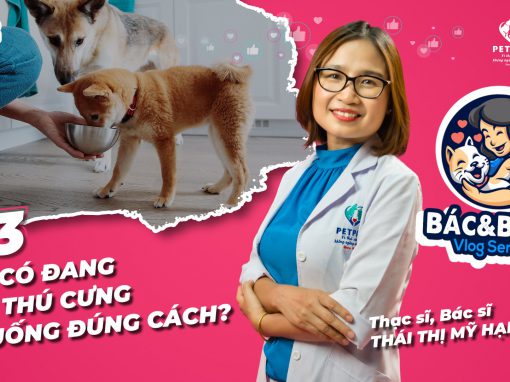 3
CÓ ĐANG
THÚ CƯNG
UỐNG ĐÚNG CÁCH?
PETP
BÁC&B
Vlog Ser
Thạc sĩ, Bác sĩ
THÁI THỊ MỸ HẠ